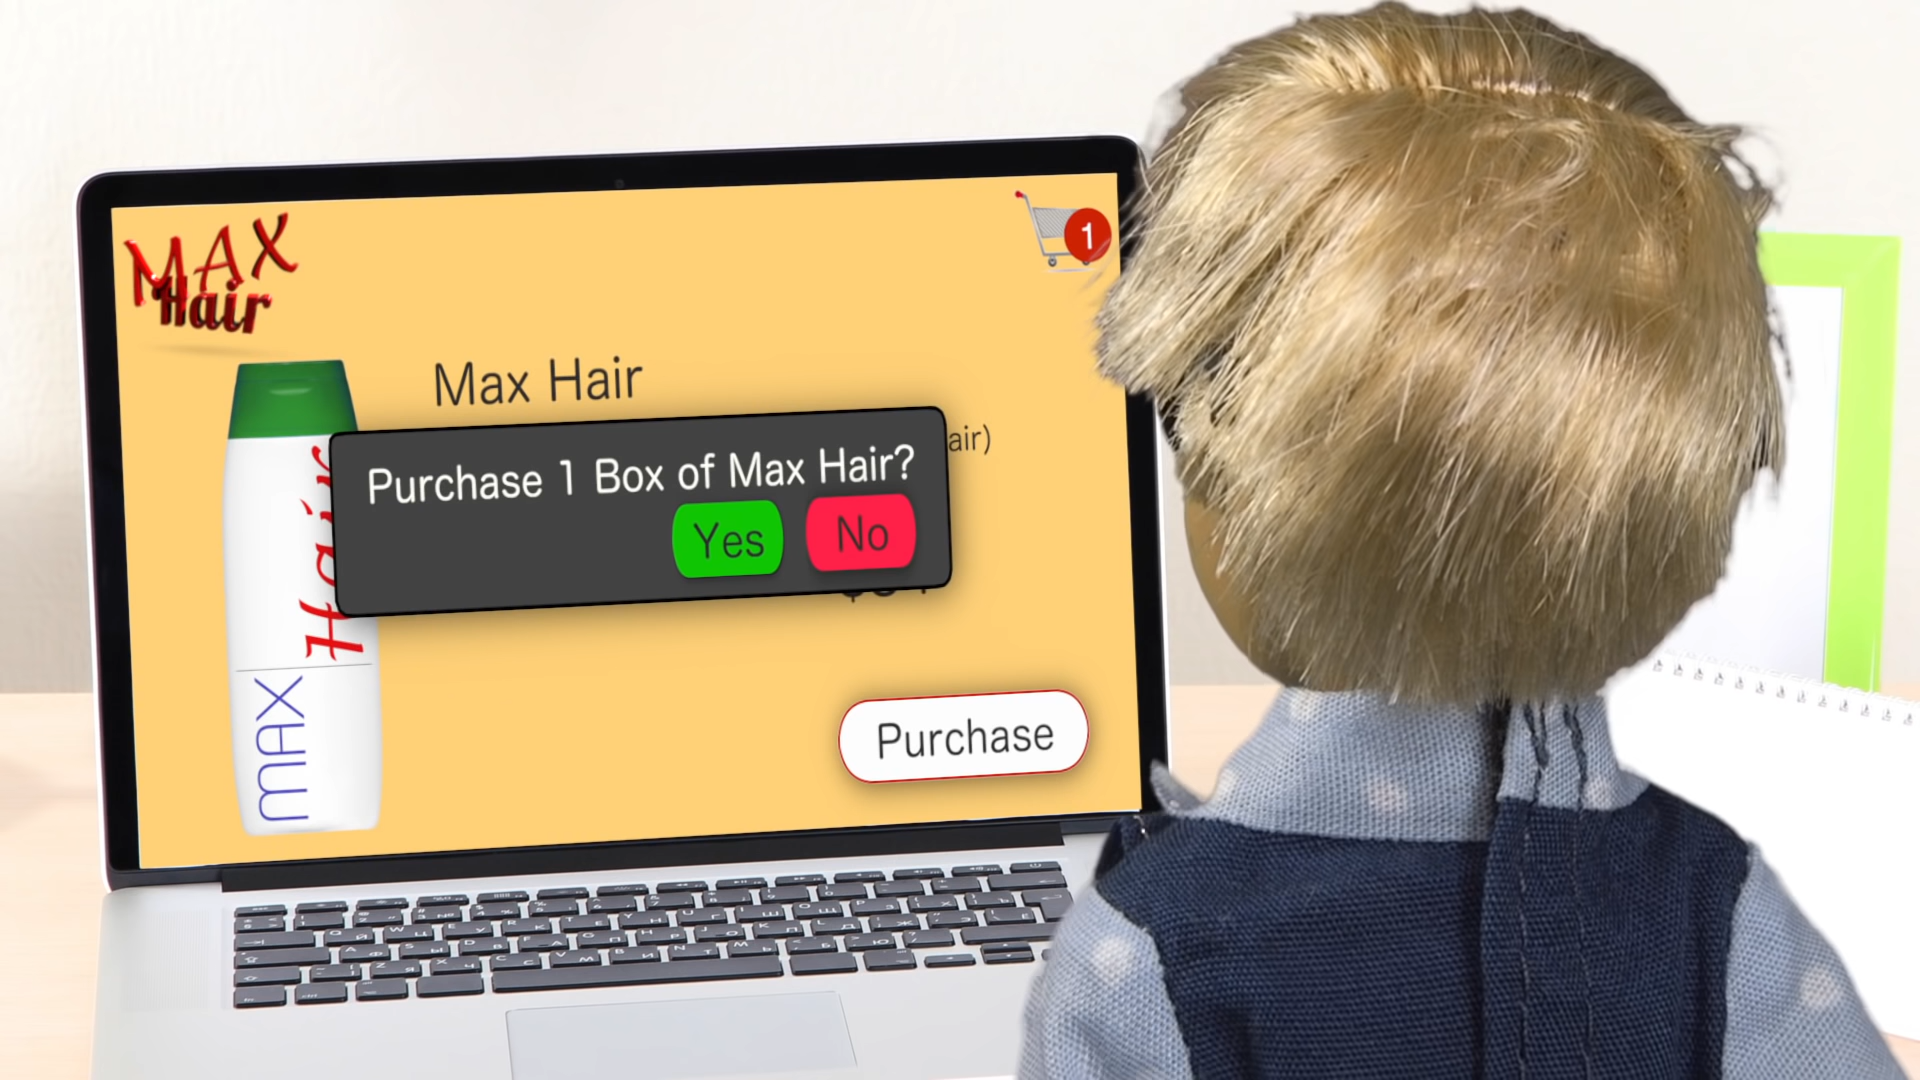 MAX
Hair
1
Max Hair
air)
Purchase 1 Box of Max Hair?
Yes
No
Purchase
MAX Hair